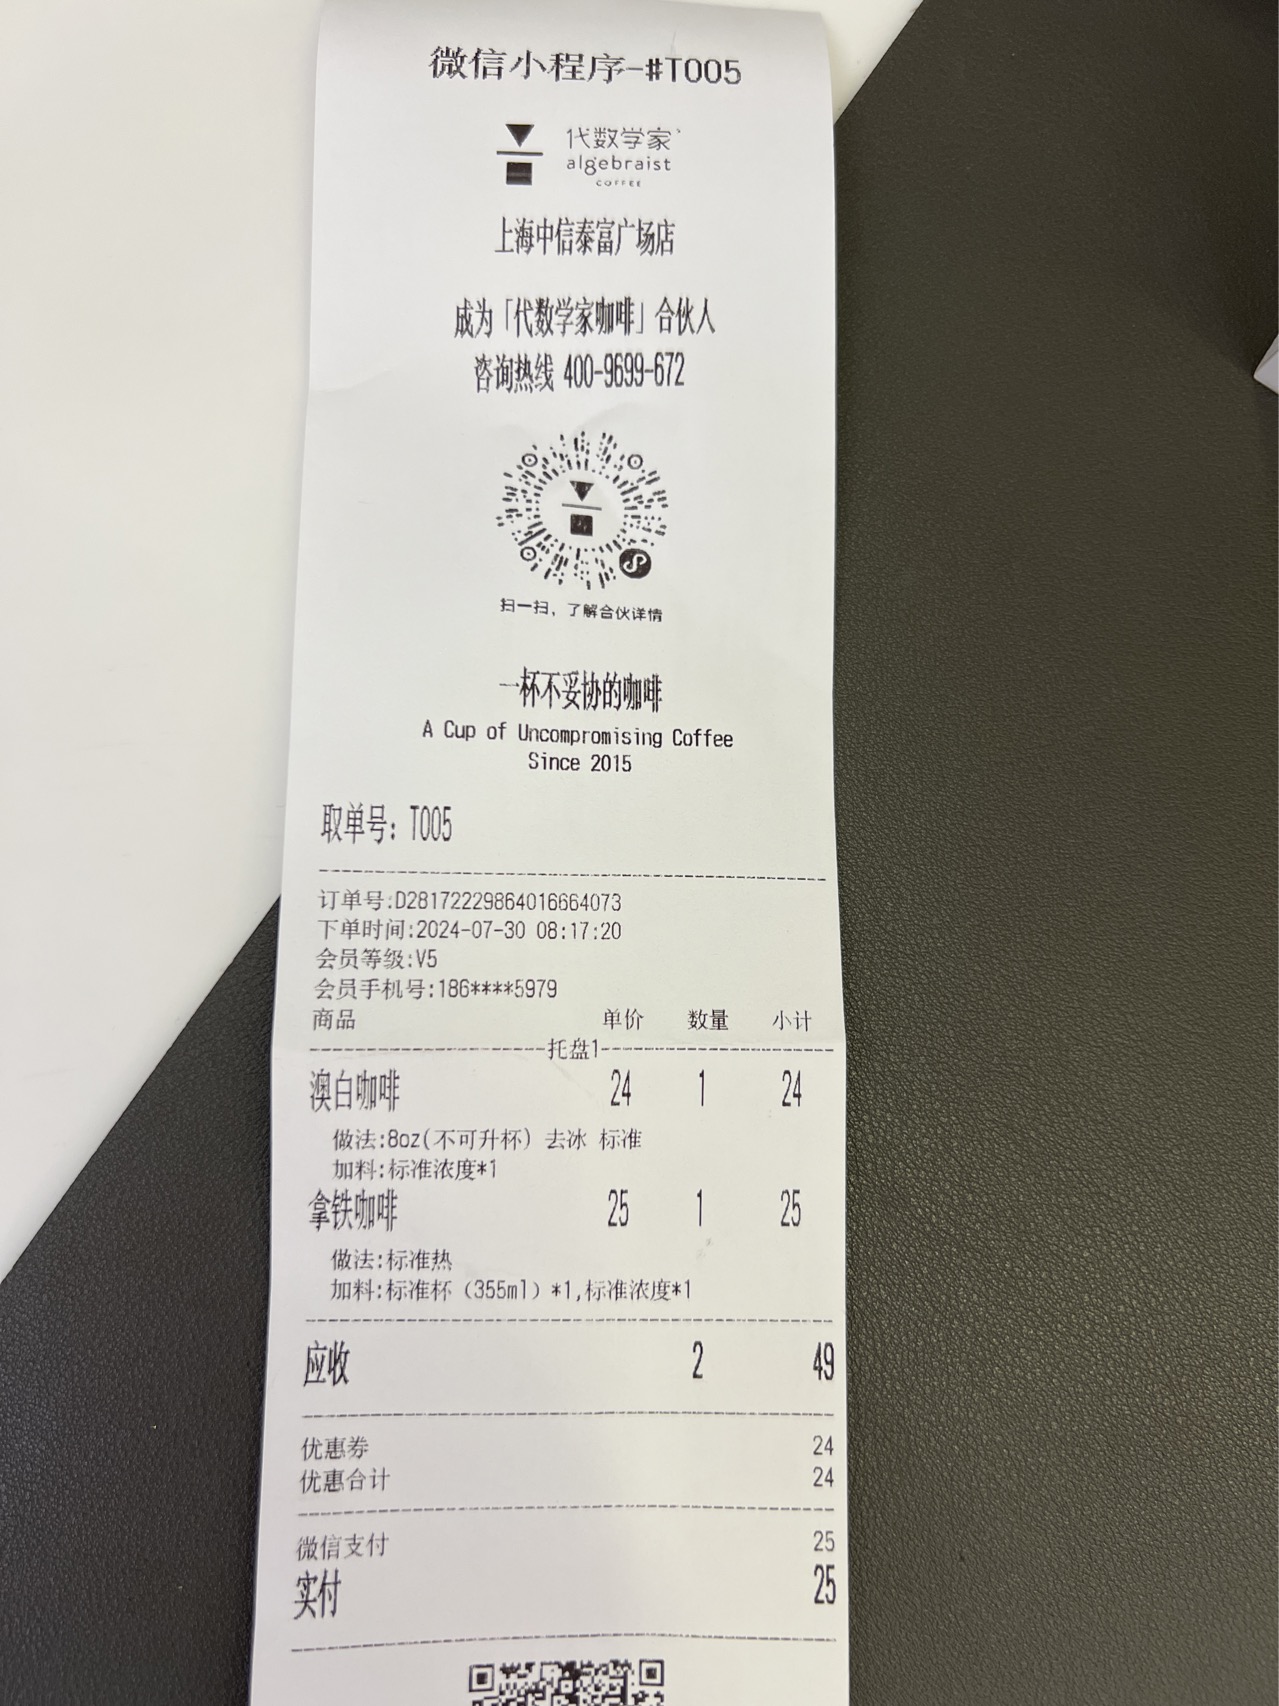 微信小程序-#T005
代数学家
algebraist
COFFEE
上海中信泰富广场店
成为「代数学家咖啡」合伙人
咨询热线 400-9699-672
扫一扫，了解合伙详情
一杯不妥协的咖啡
A Cup of Uncompromising Coffee
Since 2015
取单号: T005
订单号:D28172229864016664073
下单时间:2024-07-30 08:17:20
会员等级:V5
会员手机号:186****5979
商品 单价 数量 小计
托盘1
澳白咖啡 24 1 24
做法:8oz(不可升杯) 去冰 标准
加料:标准浓度*1
拿铁咖啡 25 1 25
做法:标准热
加料:标准杯（355ml）*1,标准浓度*1
应收 2 49
优惠券 24
优惠合计 24
微信支付 25
实付 25